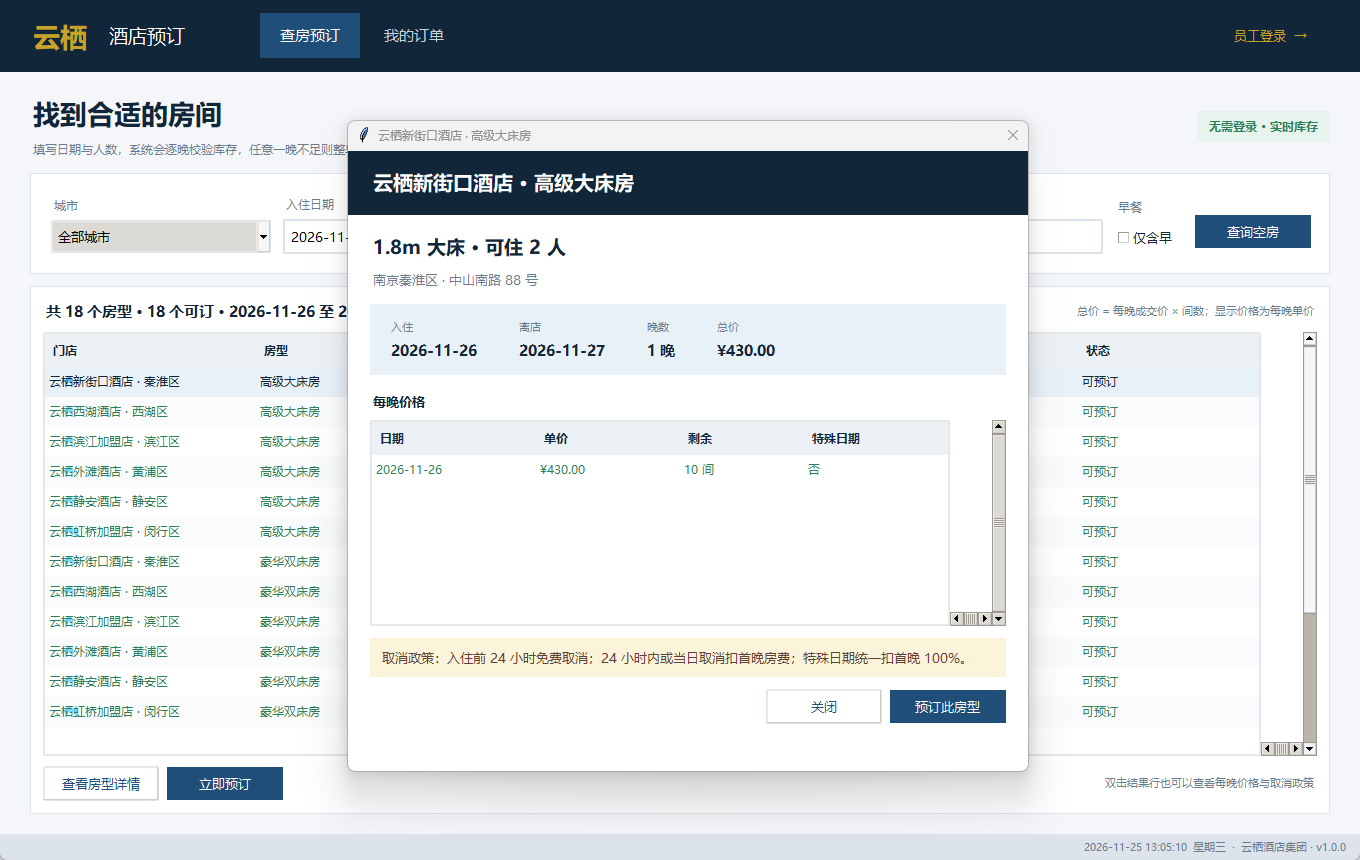 云栖 酒店预订 查房预订 我的订单 员工登录 →
找到合适的房间
填写日期与人数，系统会逐晚校验库存，任意一晚不足则整
无需登录 • 实时库存
城市 入住日期 早餐
全部城市 2026-11- 仅含早 查询空房
共 18 个房型 • 18 个可订 • 2026-11-26 至 2
总价 = 每晚成交价 × 间数；显示价格为每晚单价
门店 房型 状态
云栖新街口酒店 · 秦淮区 高级大床房 可预订
云栖西湖酒店 · 西湖区 高级大床房 可预订
云栖滨江加盟店 · 滨江区 高级大床房 可预订
云栖外滩酒店 · 黄浦区 高级大床房 可预订
云栖静安酒店 · 静安区 高级大床房 可预订
云栖虹桥加盟店 · 闵行区 高级大床房 可预订
云栖新街口酒店 · 秦淮区 豪华双床房 可预订
云栖西湖酒店 · 西湖区 豪华双床房 可预订
云栖滨江加盟店 · 滨江区 豪华双床房 可预订
云栖外滩酒店 · 黄浦区 豪华双床房 可预订
云栖静安酒店 · 静安区 豪华双床房 可预订
云栖虹桥加盟店 · 闵行区 豪华双床房 可预订
查看房型详情 立即预订
双击结果行也可以查看每晚价格与取消政策
云栖新街口酒店 · 高级大床房
云栖新街口酒店 • 高级大床房
1.8m 大床 • 可住 2 人
南京秦淮区 · 中山南路 88 号
入住 离店 晚数 总价
2026-11-26 2026-11-27 1 晚 ¥430.00
每晚价格
日期 单价 剩余 特殊日期
2026-11-26 ¥430.00 10 间 否
取消政策：入住前 24 小时免费取消；24 小时内或当日取消扣首晚房费；特殊日期统一扣首晚 100%。
关闭 预订此房型
2026-11-25 13:05:10 星期三 · 云栖酒店集团 · v1.0.0